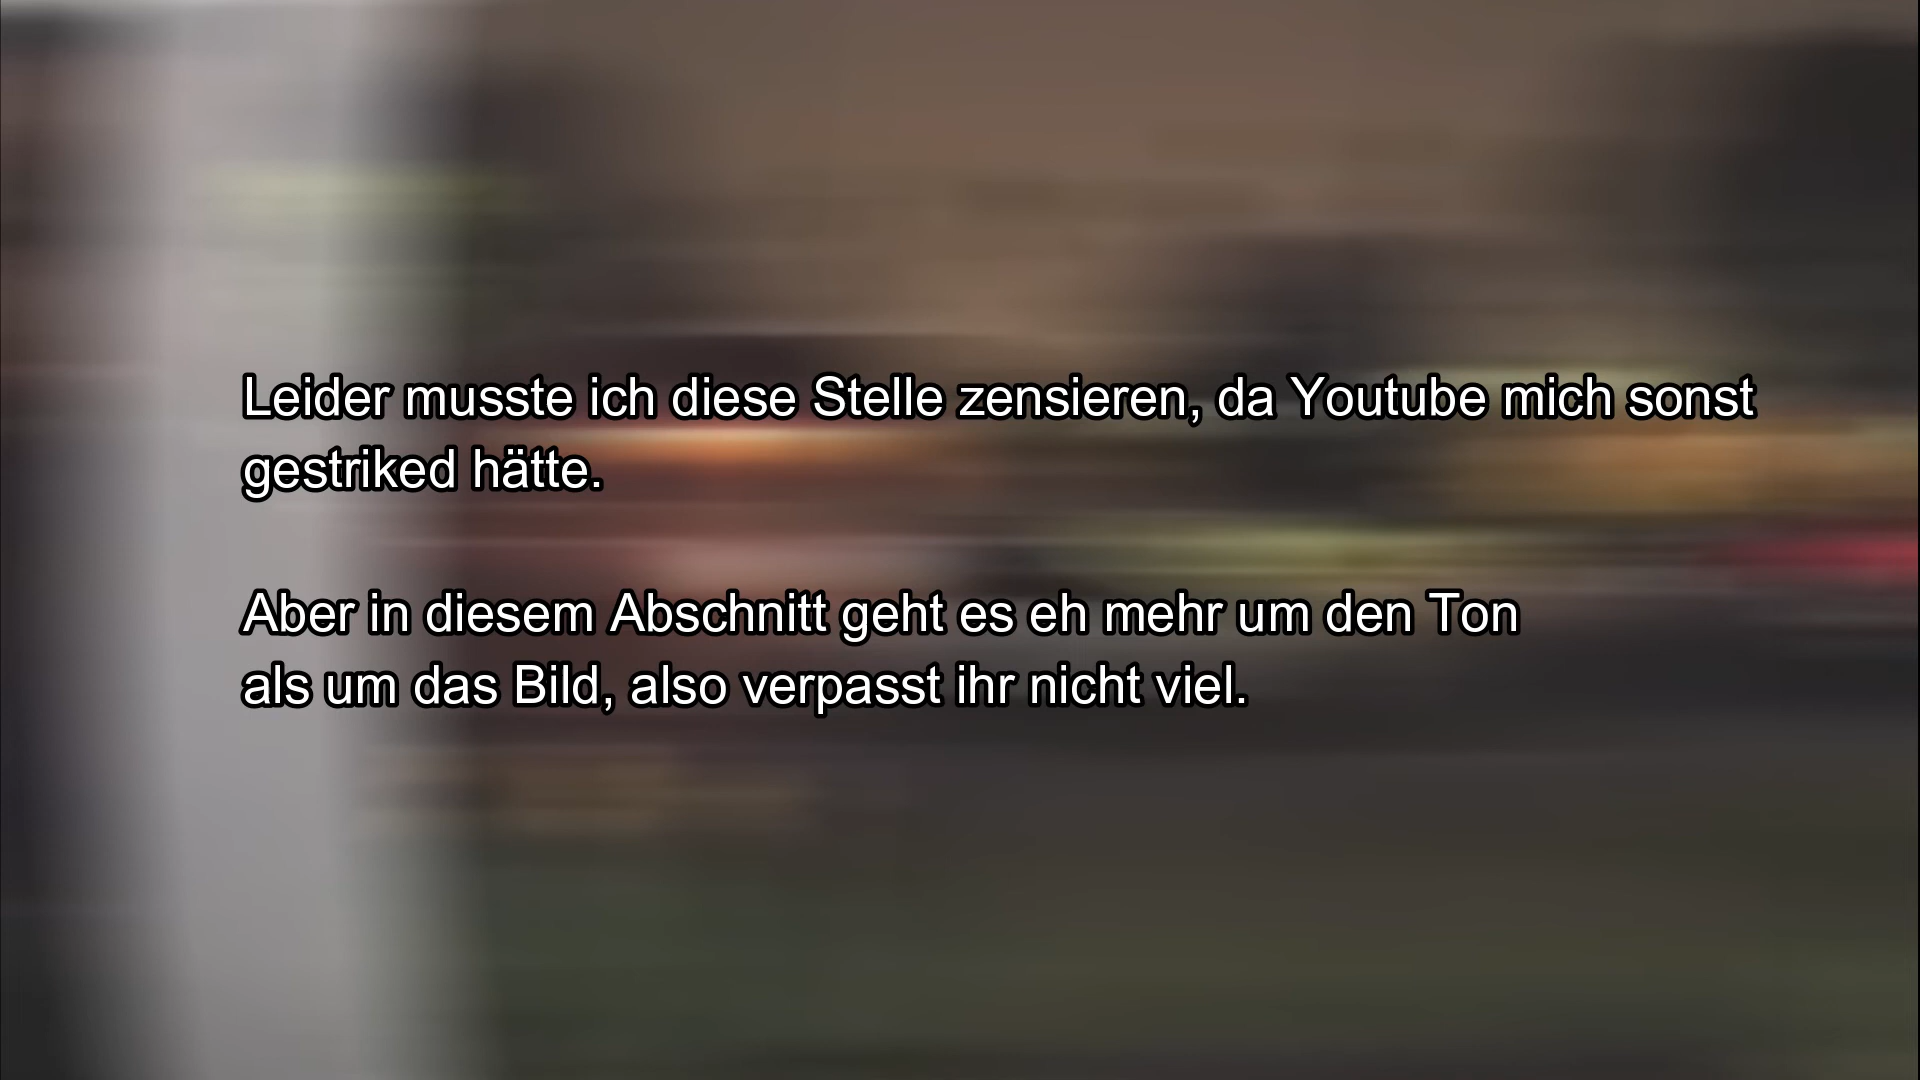 Leider musste ich diese Stelle zensieren, da Youtube mich sonst
gestriked hätte.
Aber in diesem Abschnitt geht es eh mehr um den Ton
als um das Bild, also verpasst ihr nicht viel.